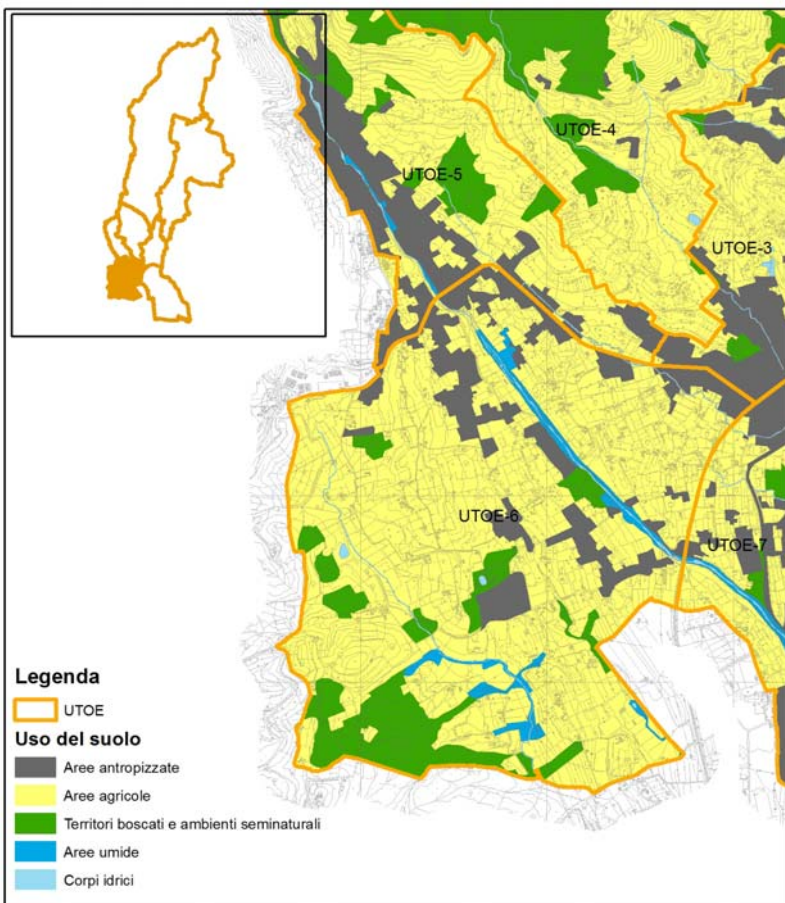 UTOE-4
UTOE-5
UTOE-3
UTOE-6
UTOE-7
Legenda
UTOE
Uso del suolo
Aree antropizzate
Aree agricole
Territori boscati e ambienti seminaturali
Aree umide
Corpi idrici